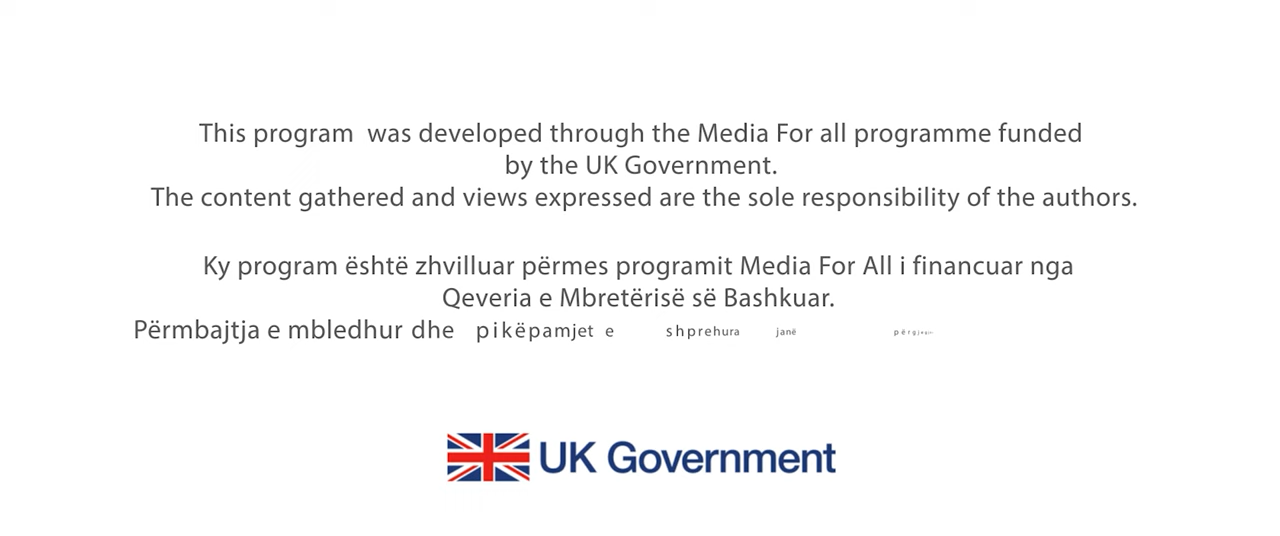 This program was developed through the Media For all programme funded
by the UK Government.
The content gathered and views expressed are the sole responsibility of the authors.
Ky program është zhvilluar përmes programit Media For All i financuar nga
Qeveria e Mbretërisë së Bashkuar.
Përmbajtja e mbledhur dhe pikëpamjet e shprehura janë
UK Government